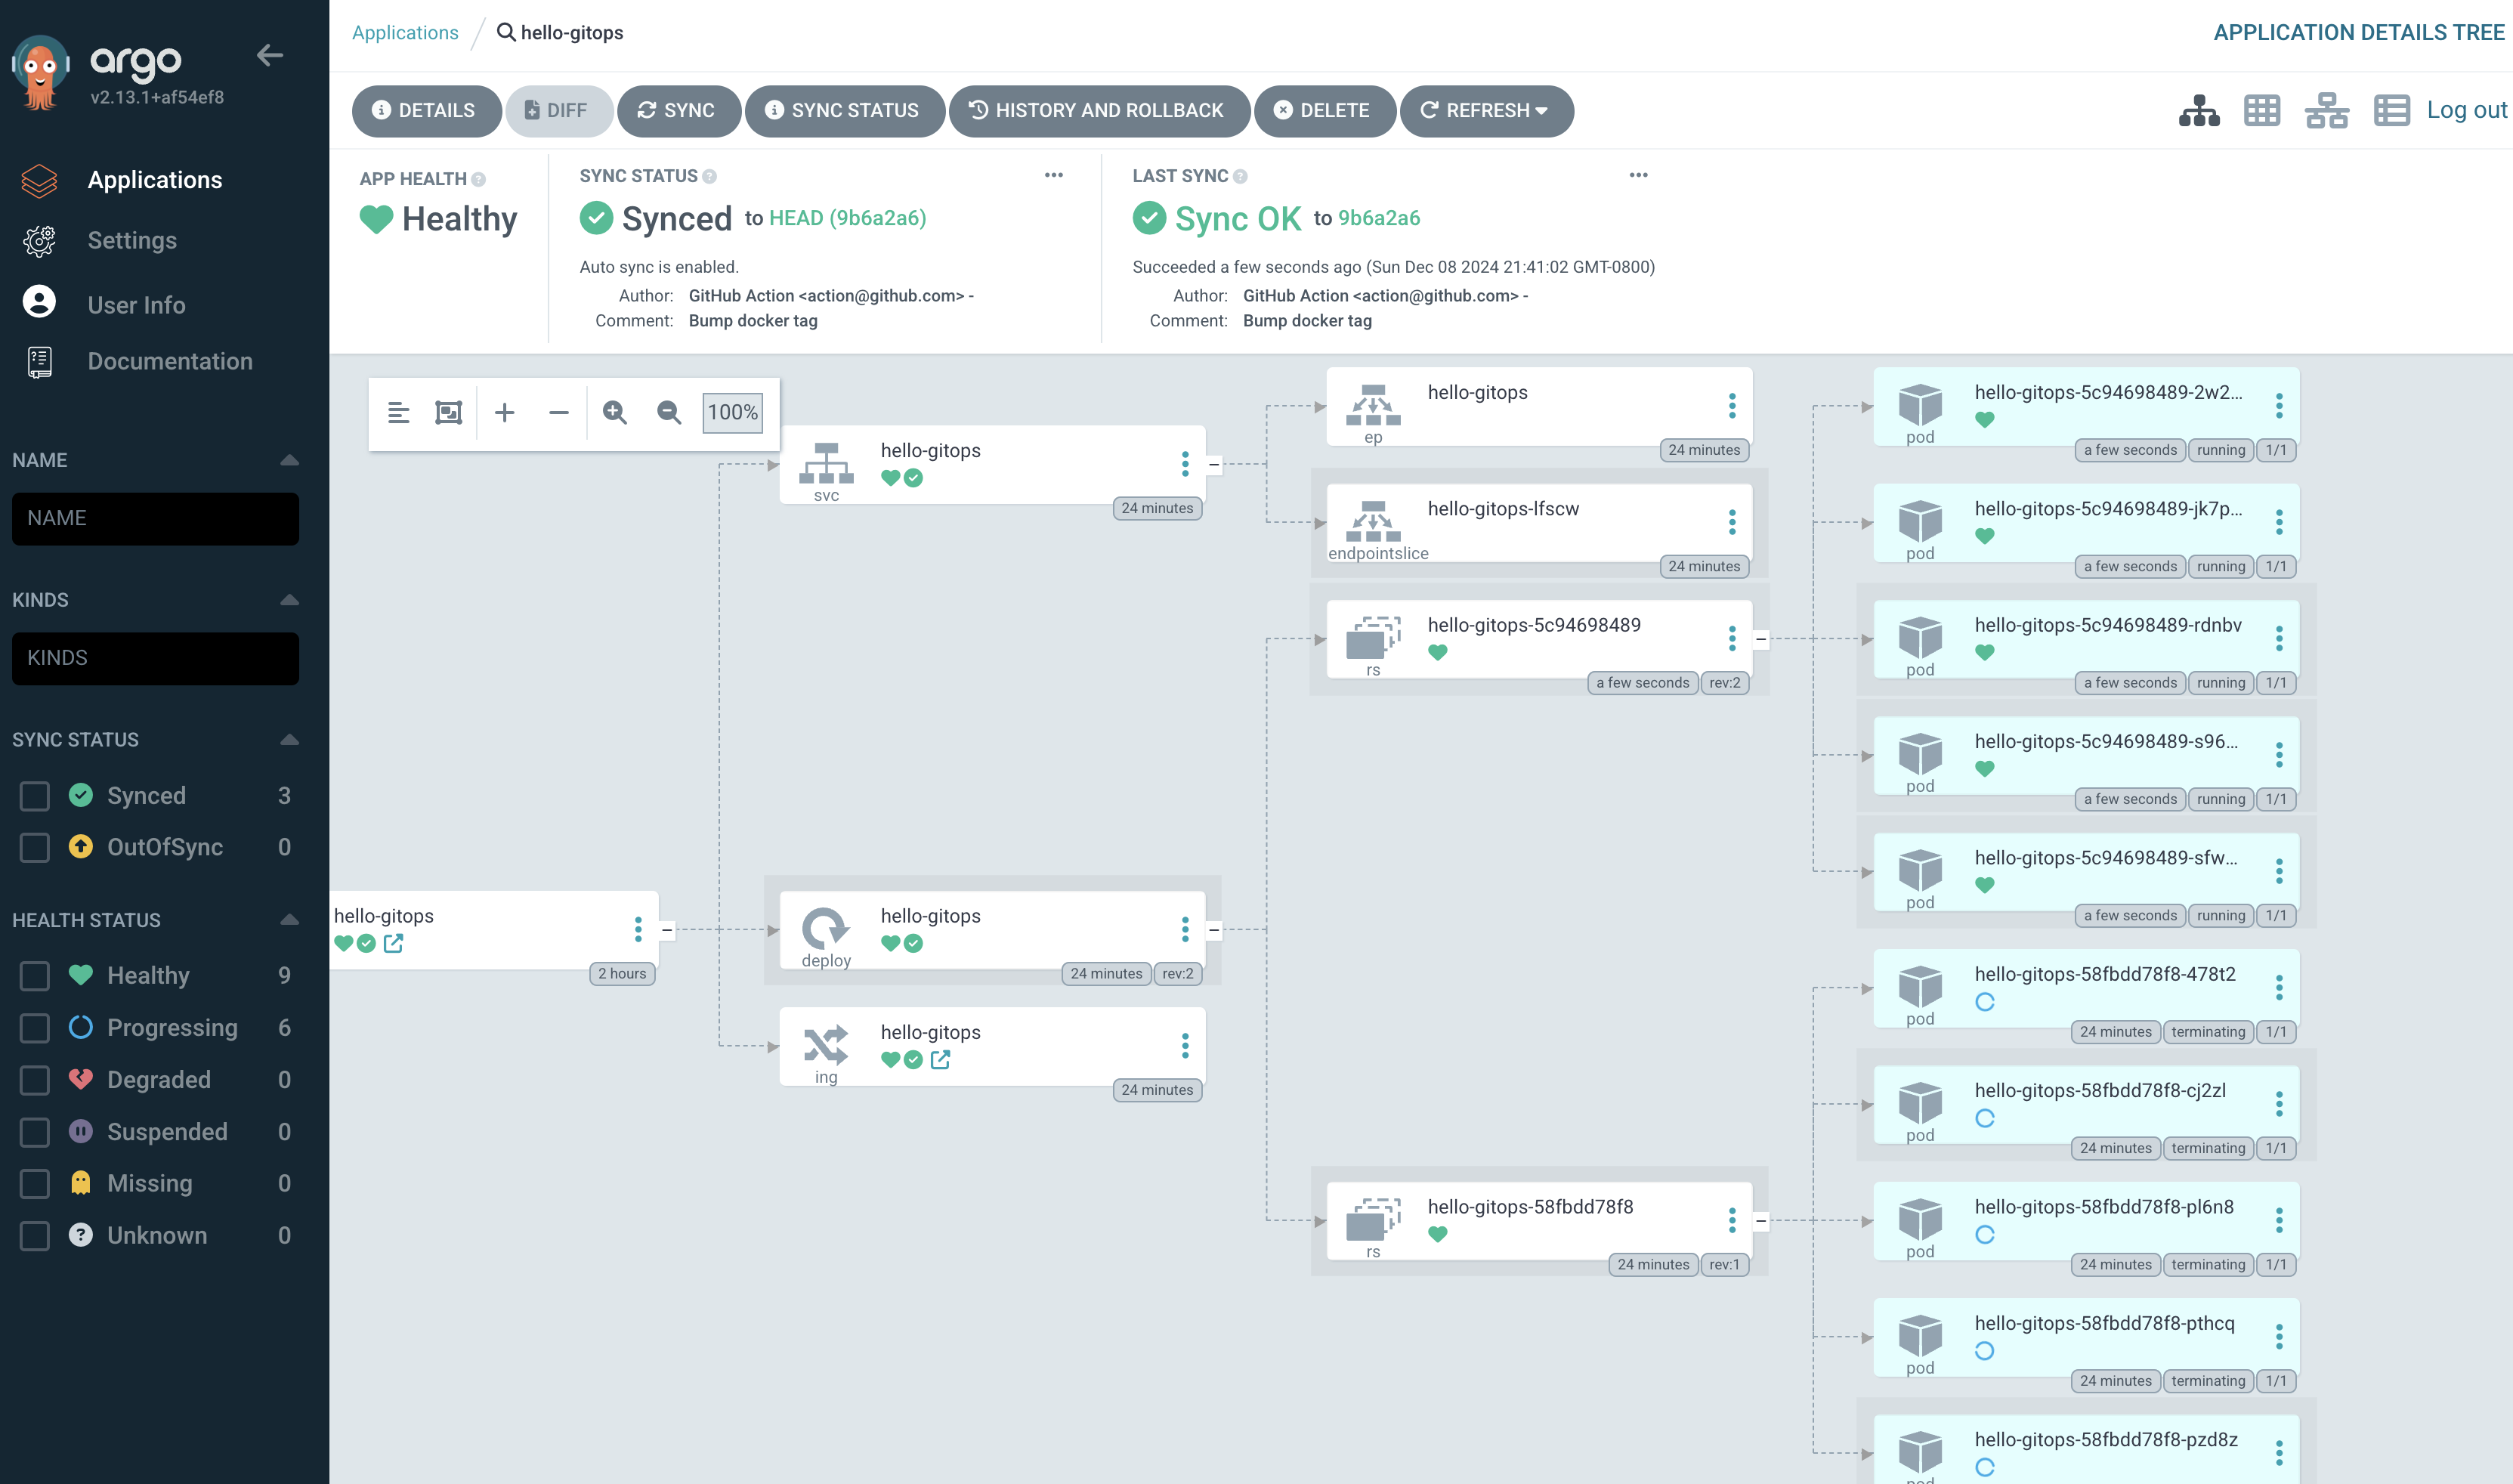 argo
v2.13.1+af54ef8
Applications
Settings
User Info
Documentation
NAME
NAME
KINDS
KINDS
SYNC STATUS
Synced 3
OutOfSync 0
HEALTH STATUS
Healthy 9
Progressing 6
Degraded 0
Suspended 0
Missing 0
Unknown 0
Applications / hello-gitops
APPLICATION DETAILS TREE
DETAILS DIFF SYNC SYNC STATUS HISTORY AND ROLLBACK DELETE REFRESH
Log out
APP HEALTH
Healthy
SYNC STATUS
Synced to HEAD (9b6a2a6)
Auto sync is enabled.
Author: GitHub Action <action@github.com> -
Comment: Bump docker tag
LAST SYNC
Sync OK to 9b6a2a6
Succeeded a few seconds ago (Sun Dec 08 2024 21:41:02 GMT-0800)
Author: GitHub Action <action@github.com> -
Comment: Bump docker tag
100%
hello-gitops
2 hours
hello-gitops
svc
24 minutes
hello-gitops
deploy
24 minutes rev:2
hello-gitops
ing
24 minutes
hello-gitops
ep
24 minutes
hello-gitops-lfscw
endpointslice
24 minutes
hello-gitops-5c94698489
rs
a few seconds rev:2
hello-gitops-58fbdd78f8
rs
24 minutes rev:1
hello-gitops-5c94698489-2w2...
pod
a few seconds running 1/1
hello-gitops-5c94698489-jk7p...
pod
a few seconds running 1/1
hello-gitops-5c94698489-rdnbv
pod
a few seconds running 1/1
hello-gitops-5c94698489-s96...
pod
a few seconds running 1/1
hello-gitops-5c94698489-sfw...
pod
a few seconds running 1/1
hello-gitops-58fbdd78f8-478t2
pod
24 minutes terminating 1/1
hello-gitops-58fbdd78f8-cj2zl
pod
24 minutes terminating 1/1
hello-gitops-58fbdd78f8-pl6n8
pod
24 minutes terminating 1/1
hello-gitops-58fbdd78f8-pthcq
pod
24 minutes terminating 1/1
hello-gitops-58fbdd78f8-pzd8z
pod